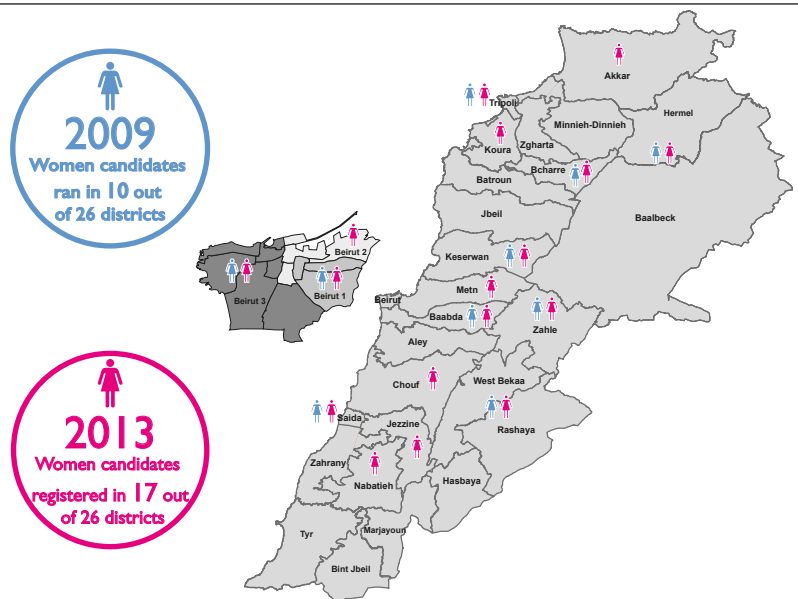 2009
Women candidates
ran in 10 out
of 26 districts
2013
Women candidates
registered in 17 out
of 26 districts
Akkar
Tripoli
Hermel
Minnieh-Dinnieh
Koura
Zgharta
Bcharre
Batroun
Jbeil
Baalbeck
Beirut 2
Beirut 1
Beirut 3
Keserwan
Metn
Beirut
Baabda
Zahle
Aley
Chouf
West Bekaa
Saida
Jezzine
Rashaya
Zahrany
Nabatieh
Hasbaya
Tyr
Marjayoun
Bint Jbeil